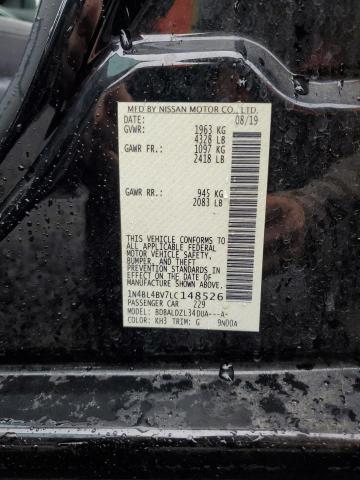 MFD BY NISSAN MOTOR CO., LTD.
DATE: 08/19
GVWR: 1963 KG
4328 LB
GAWR FR.: 1097 KG
2418 LB
GAWR RR.: 945 KG
2083 LB
THIS VEHICLE CONFORMS TO ALL
APPLICABLE FEDERAL
MOTOR VEHICLE SAFETY,
BUMPER, AND THEFT
PREVENTION STANDARDS IN
EFFECT ON THE DATE OF
MANUFACTURE SHOWN ABOVE.
1N4BL4BV7LC148526
PASSENGER CAR 229
MODEL: BDBALDZL34DUA---A-
COLOR: KH3 TRIM: G 9N00A